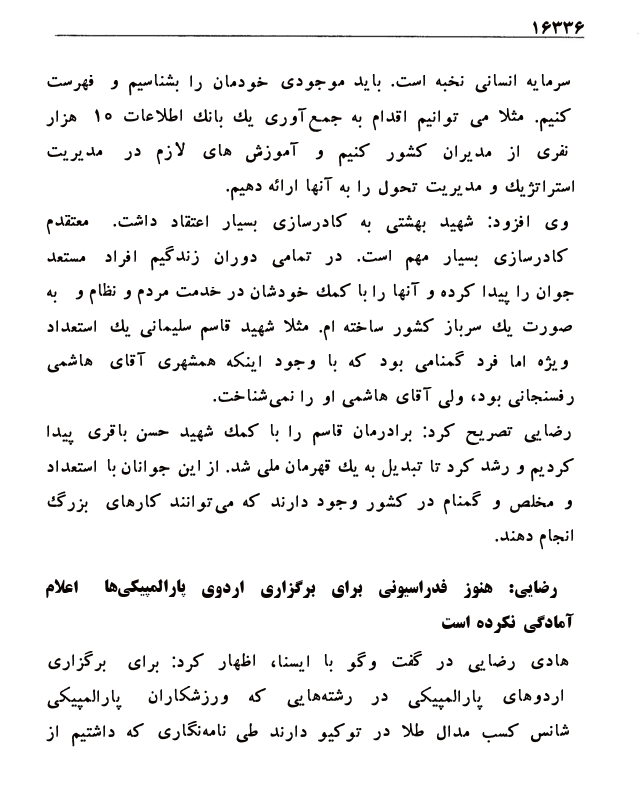 ۱۶۳۳۶
سرمایه انسانی نخبه است. باید موجودی خودمان را بشناسیم و فهرست
کنیم. مثلا می توانیم اقدام به جمع‌آوری یك بانك اطلاعات ۱۵ هزار
نفری از مدیران کشور کنیم و آموزش های لازم در مدیریت
استراتژیك و مدیریت تحول را به آنها ارائه دهیم.
وی افزود: شهید بهشتی به کادرسازی بسیار اعتقاد داشت. معتقدم
کادرسازی بسیار مهم است. در تمامی دوران زندگیم افراد مستعد
جوان را پیدا کرده و آنها را با کمك خودشان در خدمت مردم و نظام و به
صورت یك سرباز کشور ساخته ام. مثلا شهید قاسم سلیمانی یك استعداد
ویژه اما فرد گمنامی بود که با وجود اینکه همشهری آقای هاشمی
رفسنجانی بود، ولی آقای هاشمی او را نمی‌شناخت.
رضایی تصریح کرد: برادرمان قاسم را با کمك شهید حسن باقری پیدا
کردیم و رشد کرد تا تبدیل به یك قهرمان ملی شد. از این جوانان با استعداد
و مخلص و گمنام در کشور وجود دارند که می‌توانند کارهای بزرگ
انجام دهند.
رضایی: هنوز فدراسیونی برای برگزاری اردوی پارالمپیکی‌ها اعلام
آمادگی نکرده است
هادی رضایی در گفت وگو با ایسنا، اظهار کرد: برای برگزاری
اردوهای پارالمپیکی در رشته‌هایی که ورزشکاران پارالمپیکی
شانس کسب مدال طلا در توکیو دارند طی نامه‌نگاری که داشتیم از